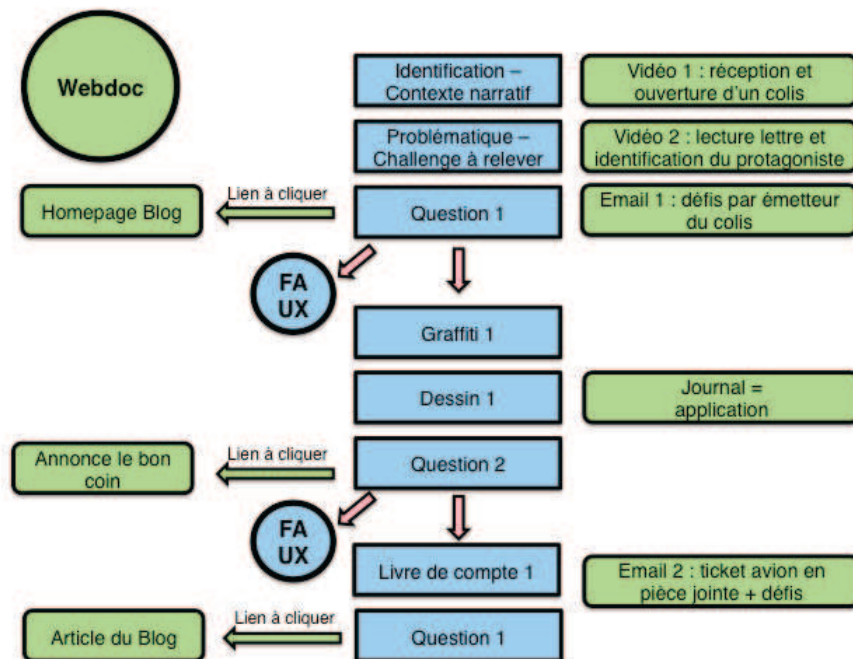 Webdoc
Identification –
Contexte narratif
Vidéo 1 : réception et
ouverture d'un colis
Problématique –
Challenge à relever
Vidéo 2 : lecture lettre et
identification du protagoniste
Homepage Blog
Lien à cliquer
Question 1
Email 1 : défis par émetteur
du colis
FA
UX
Graffiti 1
Dessin 1
Journal =
application
Annonce le bon
coin
Lien à cliquer
Question 2
FA
UX
Livre de compte 1
Email 2 : ticket avion en
pièce jointe + défis
Article du Blog
Lien à cliquer
Question 1